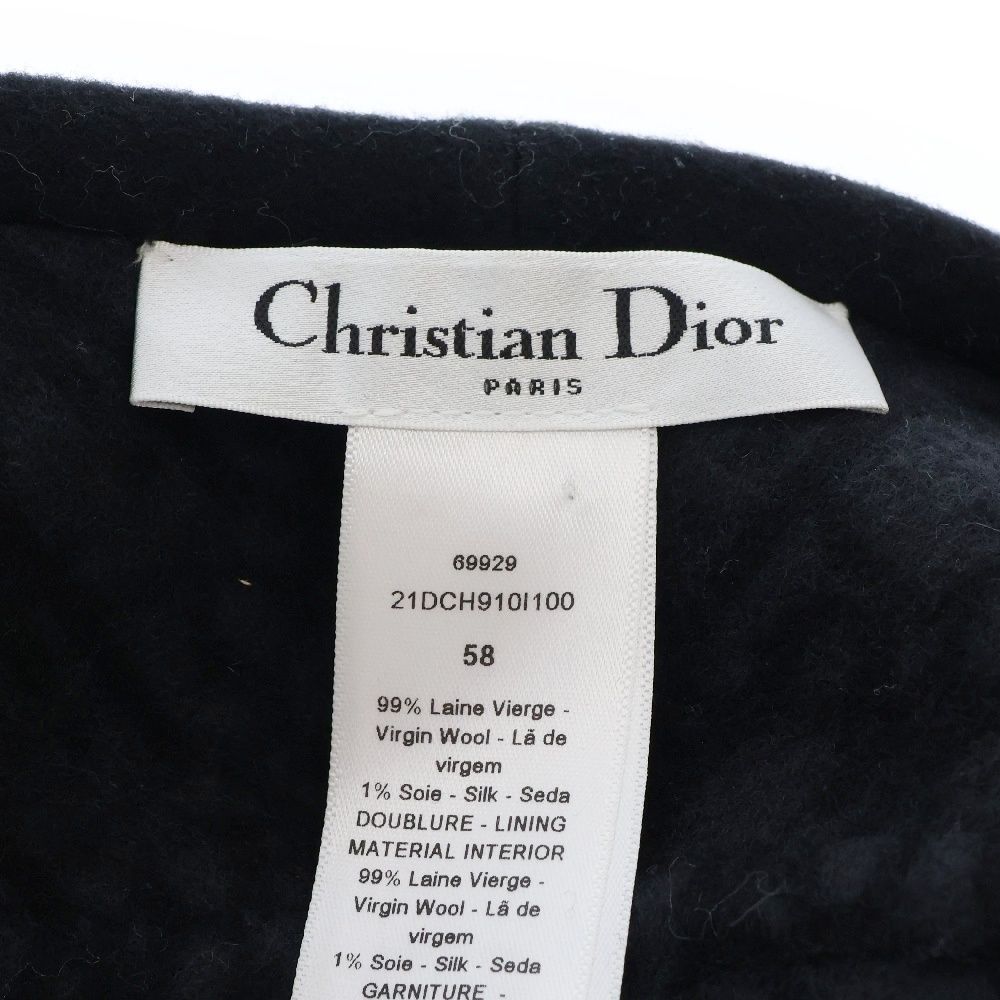 Christian Dior
PARIS
69929
21DCH910I100
58
99% Laine Vierge -
Virgin Wool - Lã de
virgem
1% Soie - Silk - Seda
DOUBLURE - LINING
MATERIAL INTERIOR
99% Laine Vierge -
Virgin Wool - Lã de
virgem
1% Soie - Silk - Seda
GARNITURE -